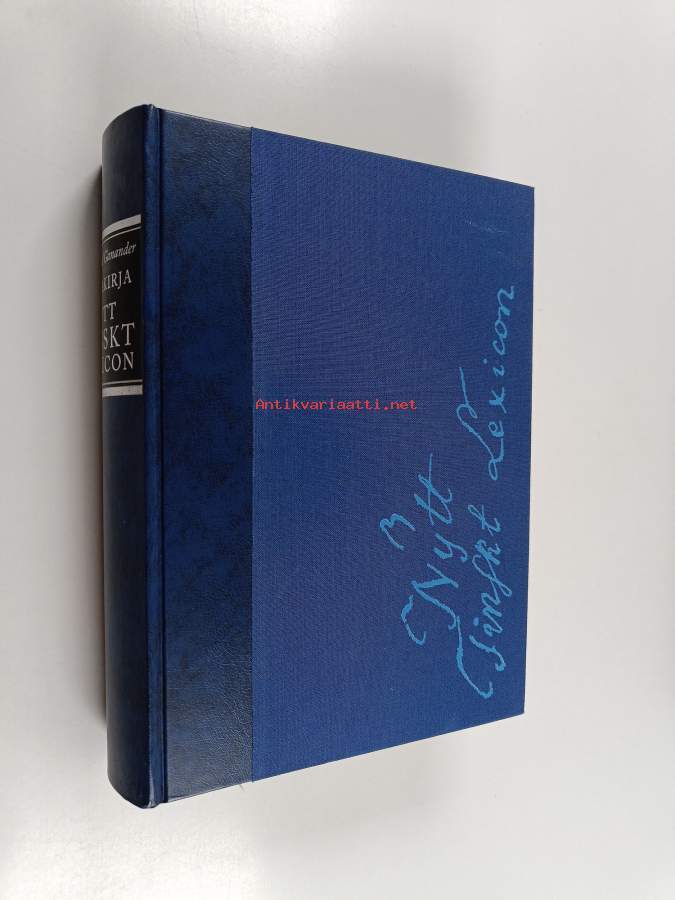 Ganander
KIRJA
TT
SKT
ICON
Antikvariaatti.net
Nytt
Finskt Lexicon